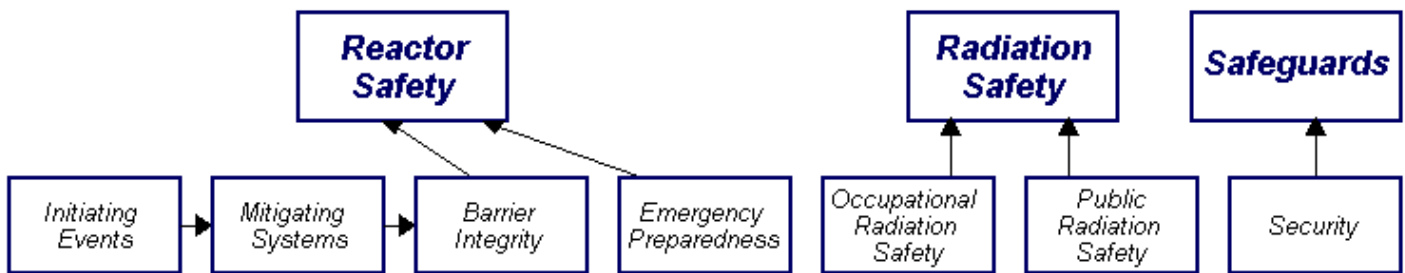 Reactor
Safety
Radiation
Safety
Safeguards
Initiating
Events
Mitigating
Systems
Barrier
Integrity
Emergency
Preparedness
Occupational
Radiation
Safety
Public
Radiation
Safety
Security